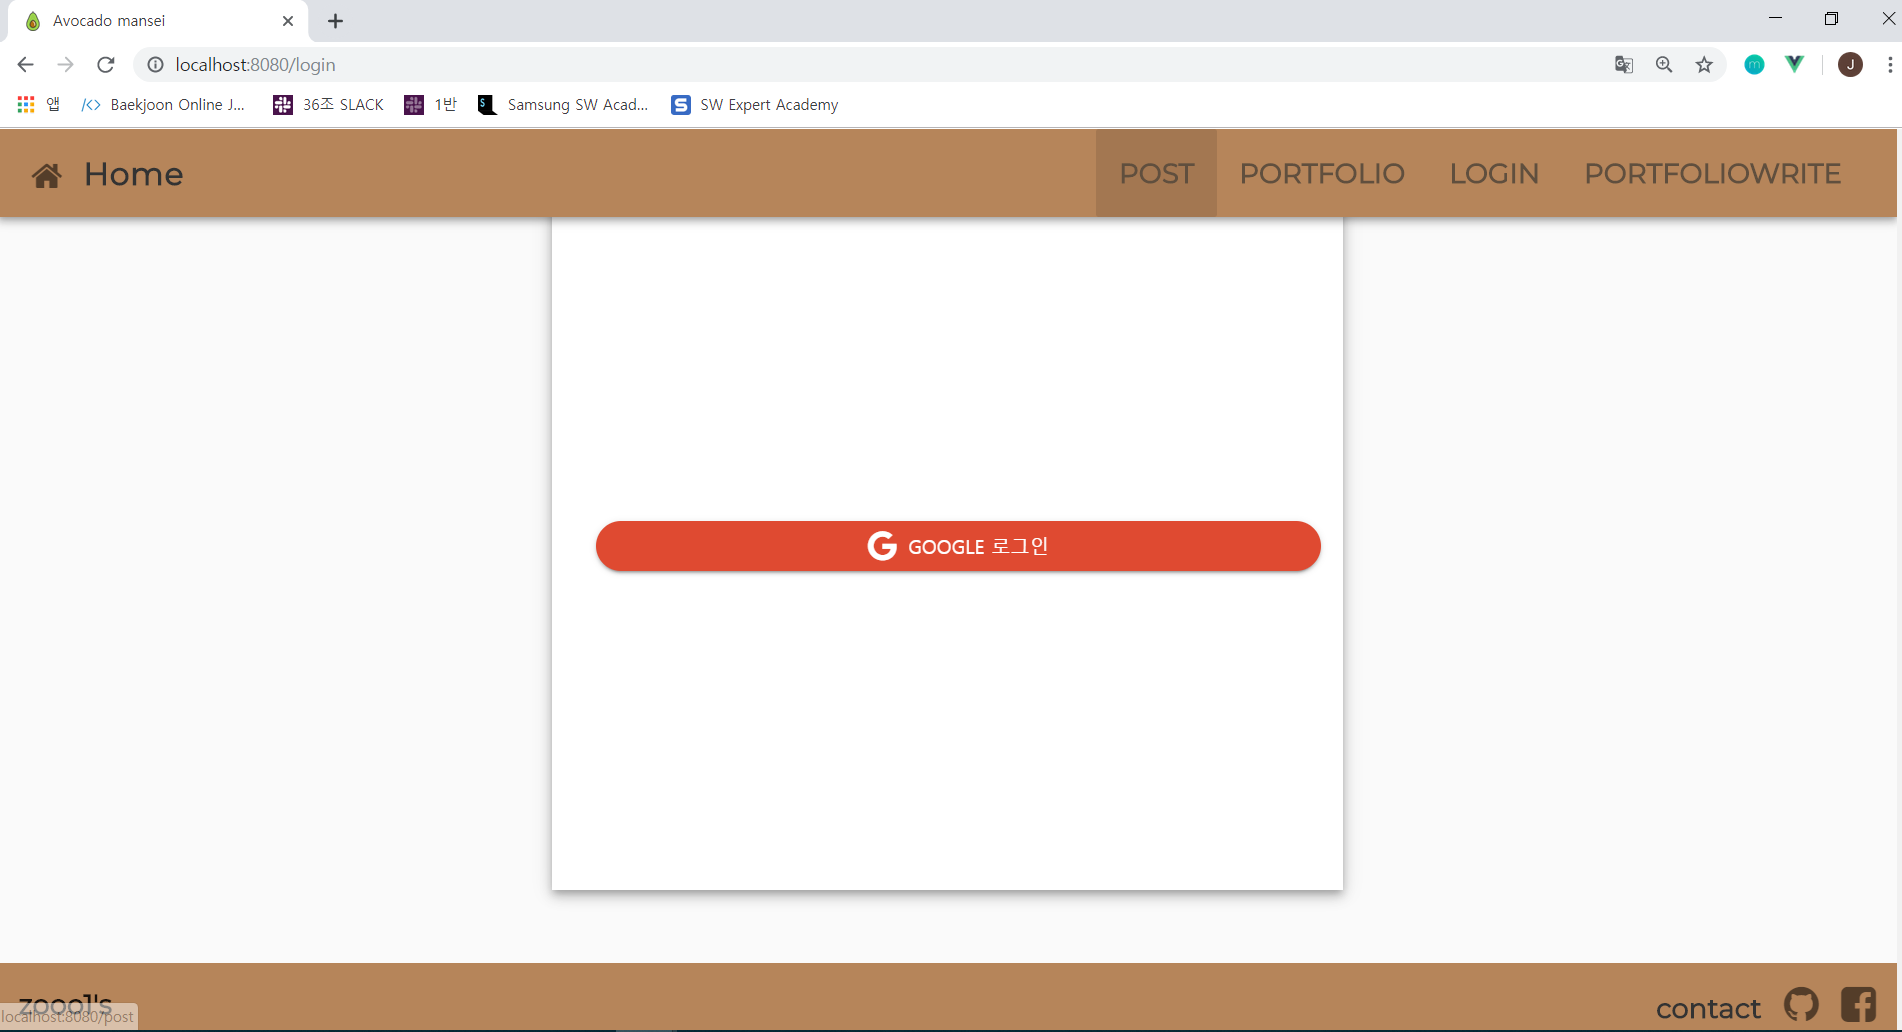 Avocado mansei
localhost:8080/login
앱 Baekjoon Online J... 36조 SLACK 1반 Samsung SW Acad... SW Expert Academy
J
Home POST PORTFOLIO LOGIN PORTFOLIOWRITE
GOOGLE 로그인
zoool's contact
localhost:8080/post